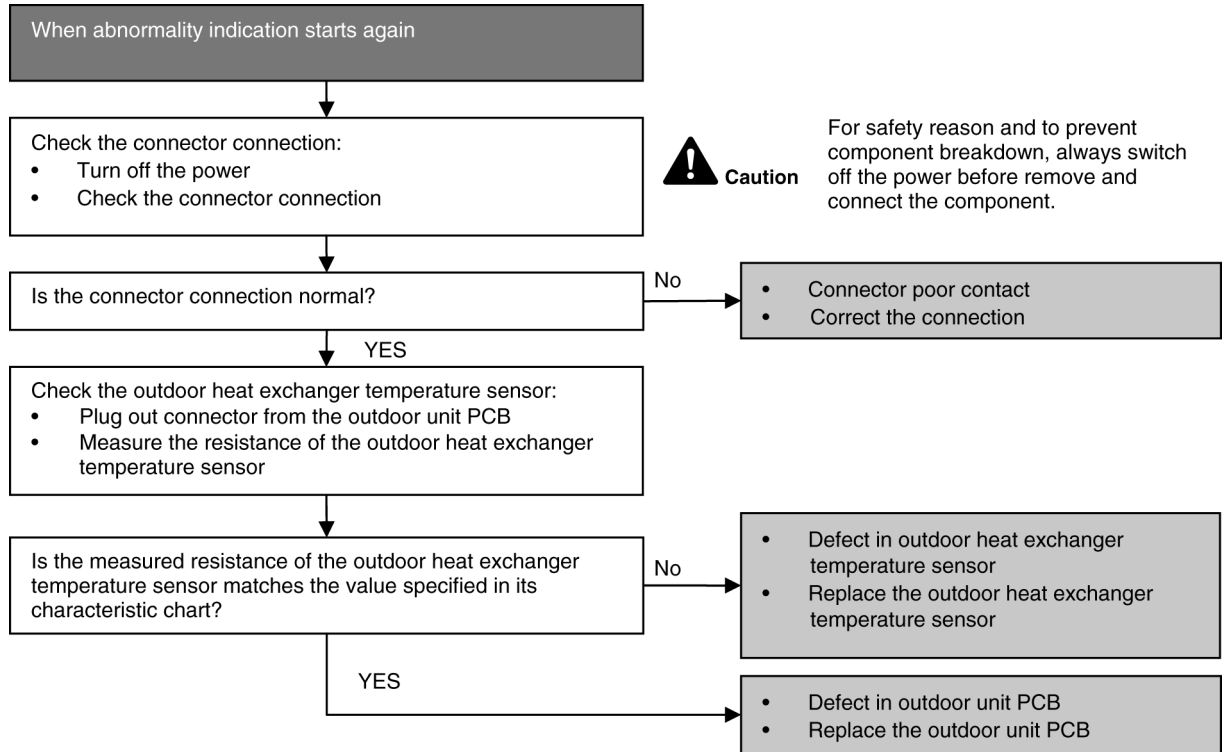 When abnormality indication starts again
Check the connector connection:
• Turn off the power
• Check the connector connection
Caution
For safety reason and to prevent
component breakdown, always switch
off the power before remove and
connect the component.
Is the connector connection normal?
No
• Connector poor contact
• Correct the connection
YES
Check the outdoor heat exchanger temperature sensor:
• Plug out connector from the outdoor unit PCB
• Measure the resistance of the outdoor heat exchanger
temperature sensor
Is the measured resistance of the outdoor heat exchanger
temperature sensor matches the value specified in its
characteristic chart?
No
• Defect in outdoor heat exchanger
temperature sensor
• Replace the outdoor heat exchanger
temperature sensor
YES
• Defect in outdoor unit PCB
• Replace the outdoor unit PCB